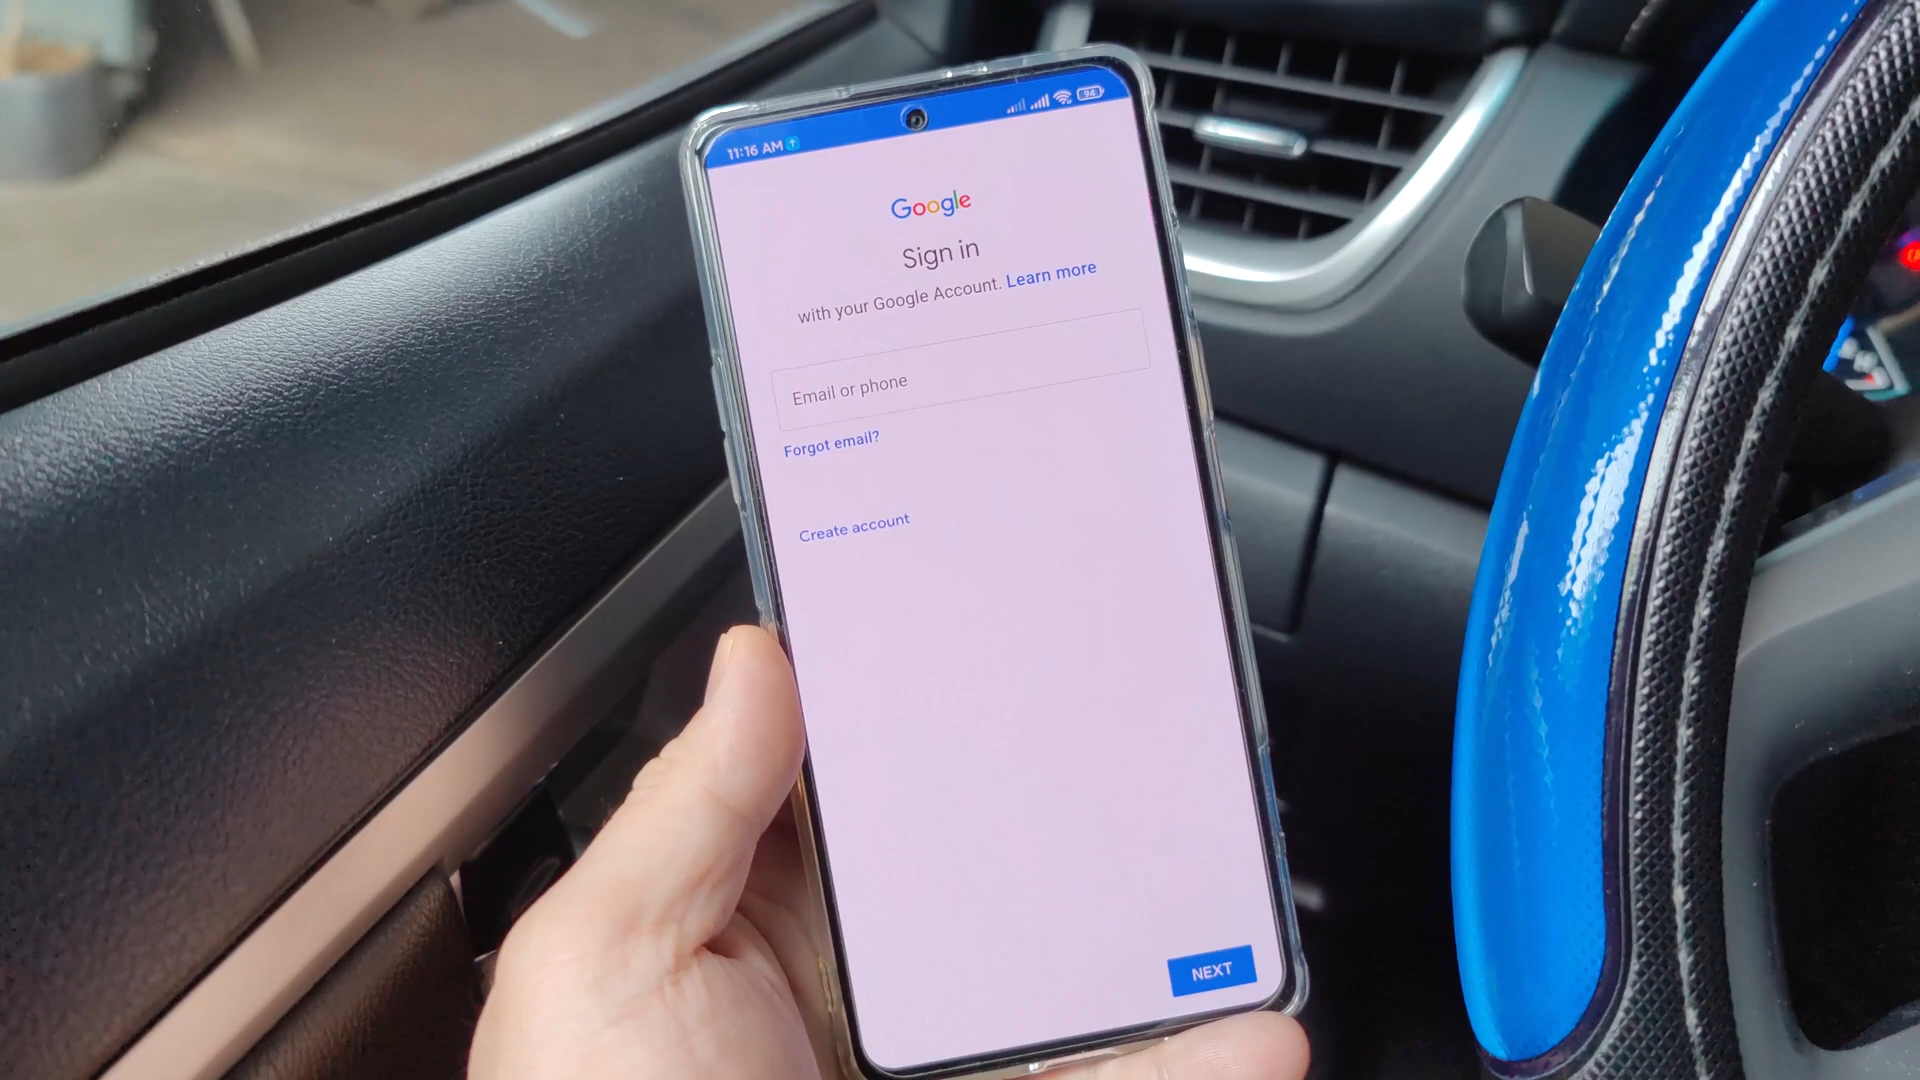 11:16 AM
94
Google
Sign in
with your Google Account. Learn more
Email or phone
Forgot email?
Create account
NEXT